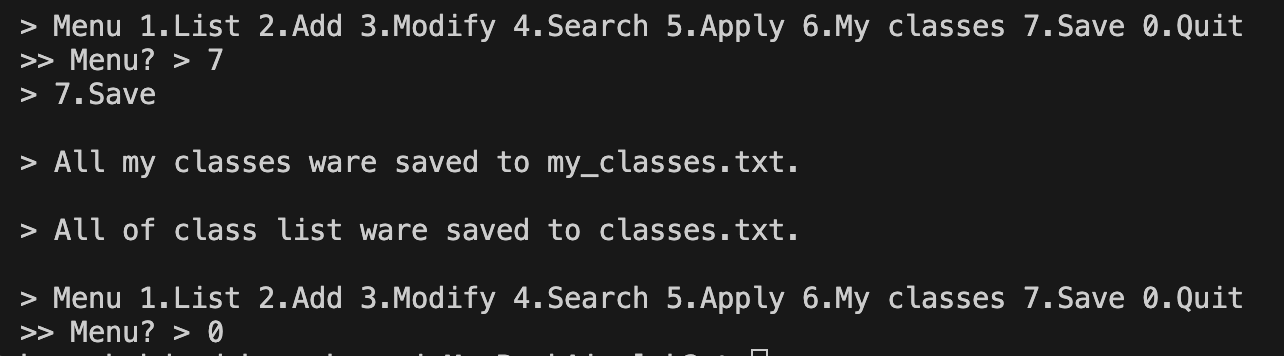 > Menu 1.List 2.Add 3.Modify 4.Search 5.Apply 6.My classes 7.Save 0.Quit
>> Menu? > 7
> 7.Save
> All my classes ware saved to my_classes.txt.
> All of class list ware saved to classes.txt.
> Menu 1.List 2.Add 3.Modify 4.Search 5.Apply 6.My classes 7.Save 0.Quit
>> Menu? > 0